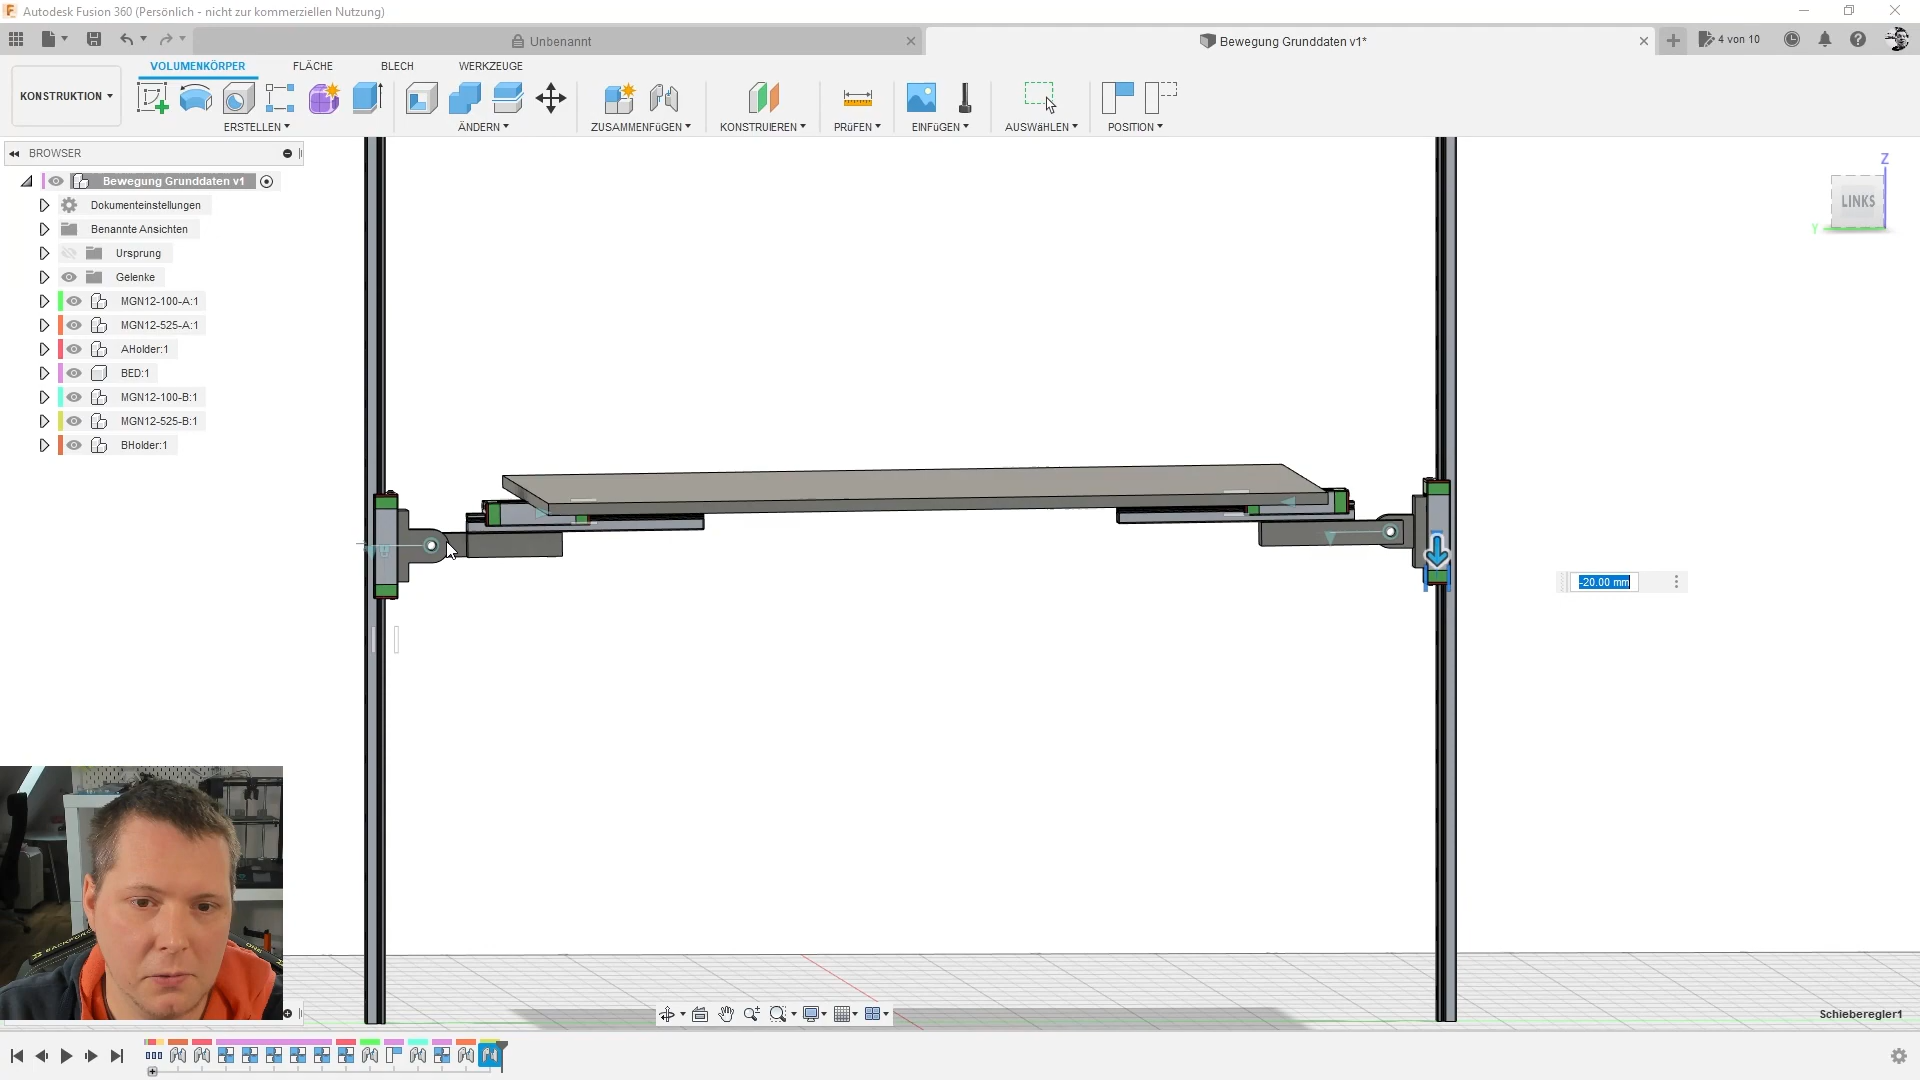 Autodesk Fusion 360 (Persönlich - nicht zur kommerziellen Nutzung)
Unbenannt
Bewegung Grunddaten v1*
4 von 10
KONSTRUKTION
VOLUMENKÖRPER
FLÄCHE
BLECH
WERKZEUGE
ERSTELLEN
ÄNDERN
ZUSAMMENFüGEN
KONSTRUIEREN
PRüFEN
EINFüGEN
AUSWäHLEN
POSITION
BROWSER
Bewegung Grunddaten v1
Dokumenteinstellungen
Benannte Ansichten
Ursprung
Gelenke
MGN12-100-A:1
MGN12-525-A:1
AHolder:1
BED:1
MGN12-100-B:1
MGN12-525-B:1
BHolder:1
Z
LINKS
Y
-20.00 mm
Schieberegler1